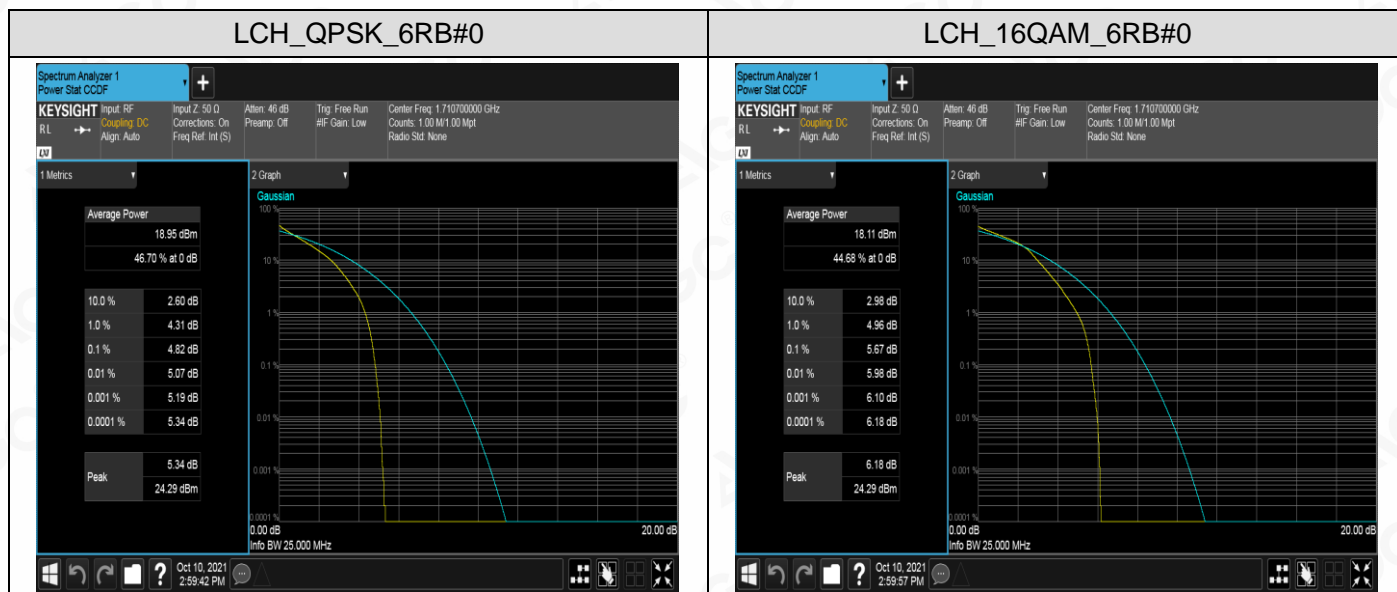 LCH_QPSK_6RB#0
Spectrum Analyzer 1
Power Stat CCDF
+
KEYSIGHT
RL
Input: RF
Coupling: DC
Align: Auto
Input Z: 50 Ω
Corrections: On
Freq Ref: Int (S)
Atten: 46 dB
Preamp: Off
Trig: Free Run
#IF Gain: Low
Center Freq: 1.710700000 GHz
Counts: 1.00 M/1.00 Mpt
Radio Std: None
1 Metrics
Average Power
18.95 dBm
46.70 % at 0 dB
10.0 % 2.60 dB
1.0 % 4.31 dB
0.1 % 4.82 dB
0.01 % 5.07 dB
0.001 % 5.19 dB
0.0001 % 5.34 dB
Peak
5.34 dB
24.29 dBm
2 Graph
Gaussian
100 %
10 %
1 %
0.1 %
0.01 %
0.001 %
0.0001 %
0.00 dB 20.00 dB
Info BW 25.000 MHz
?
Oct 10, 2021
2:59:42 PM
LCH_16QAM_6RB#0
Spectrum Analyzer 1
Power Stat CCDF
+
KEYSIGHT
RL
Input: RF
Coupling: DC
Align: Auto
Input Z: 50 Ω
Corrections: On
Freq Ref: Int (S)
Atten: 46 dB
Preamp: Off
Trig: Free Run
#IF Gain: Low
Center Freq: 1.710700000 GHz
Counts: 1.00 M/1.00 Mpt
Radio Std: None
1 Metrics
Average Power
18.11 dBm
44.68 % at 0 dB
10.0 % 2.98 dB
1.0 % 4.96 dB
0.1 % 5.67 dB
0.01 % 5.98 dB
0.001 % 6.10 dB
0.0001 % 6.18 dB
Peak
6.18 dB
24.29 dBm
2 Graph
Gaussian
100 %
10 %
1 %
0.1 %
0.01 %
0.001 %
0.0001 %
0.00 dB 20.00 dB
Info BW 25.000 MHz
?
Oct 10, 2021
2:59:57 PM